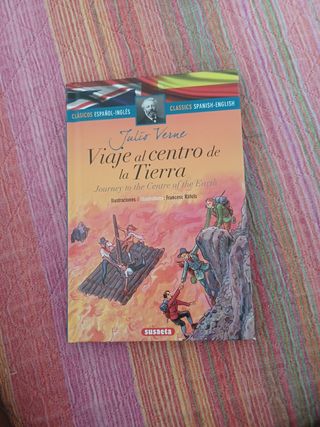 CLÁSICOS ESPAÑOL-INGLÉS
CLASSICS SPANISH-ENGLISH
Julio Verne
Viaje al centro de
la Tierra
Journey to the Centre of the Earth
Ilustraciones / Illustrations: Francesc Ràfols
susaeta